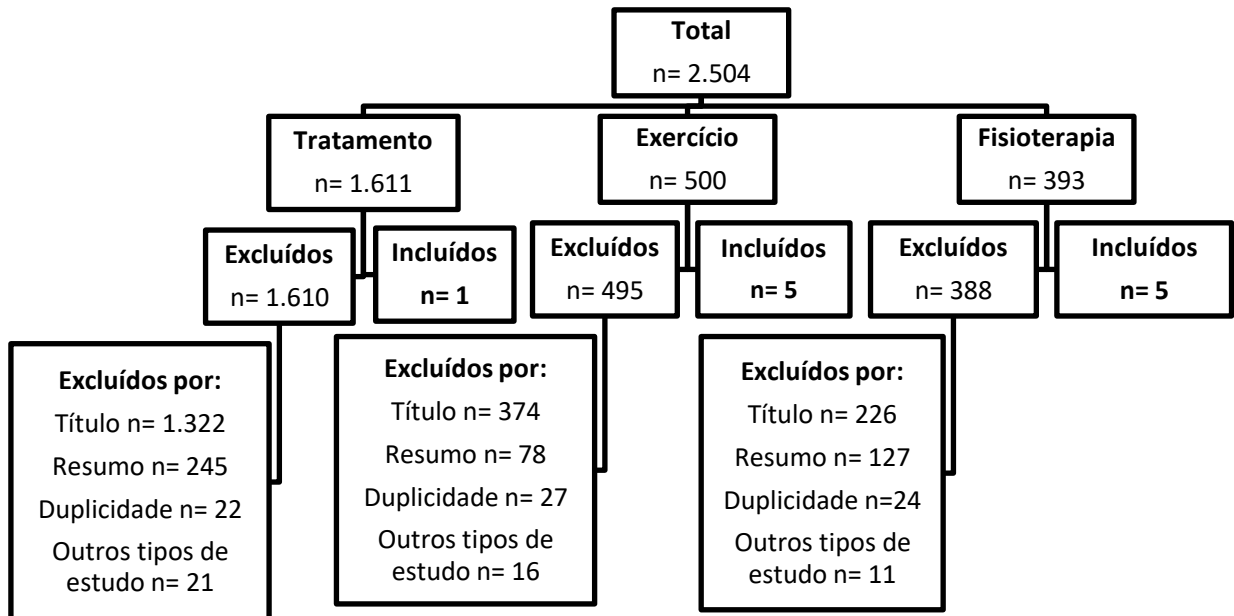 Total
n= 2.504
Tratamento
n= 1.611
Exercício
n= 500
Fisioterapia
n= 393
Excluídos
n= 1.610
Incluídos
n= 1
Excluídos
n= 495
Incluídos
n= 5
Excluídos
n= 388
Incluídos
n= 5
Excluídos por:
Título n= 1.322
Resumo n= 245
Duplicidade n= 22
Outros tipos de
estudo n= 21
Excluídos por:
Título n= 374
Resumo n= 78
Duplicidade n= 27
Outros tipos de
estudo n= 16
Excluídos por:
Título n= 226
Resumo n= 127
Duplicidade n=24
Outros tipos de
estudo n= 11